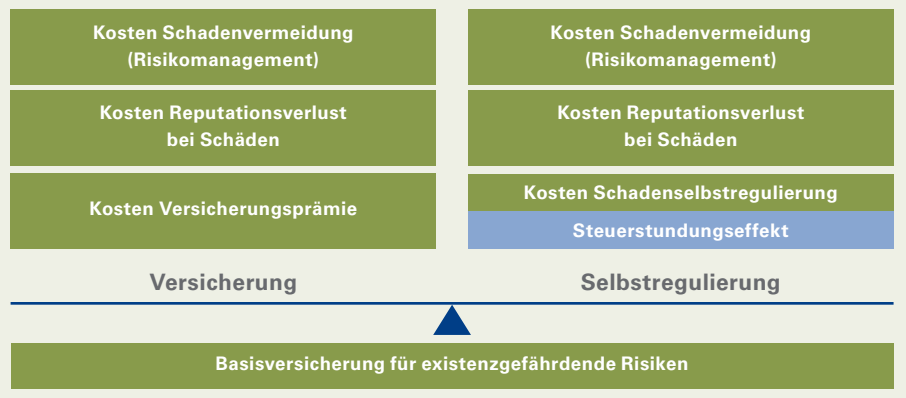 Kosten Schadenvermeidung
(Risikomanagement)
Kosten Reputationsverlust
bei Schäden
Kosten Versicherungsprämie
Versicherung
Kosten Schadenvermeidung
(Risikomanagement)
Kosten Reputationsverlust
bei Schäden
Kosten Schadenselbstregulierung
Steuerstundungseffekt
Selbstregulierung
Basisversicherung für existenzgefährdende Risiken